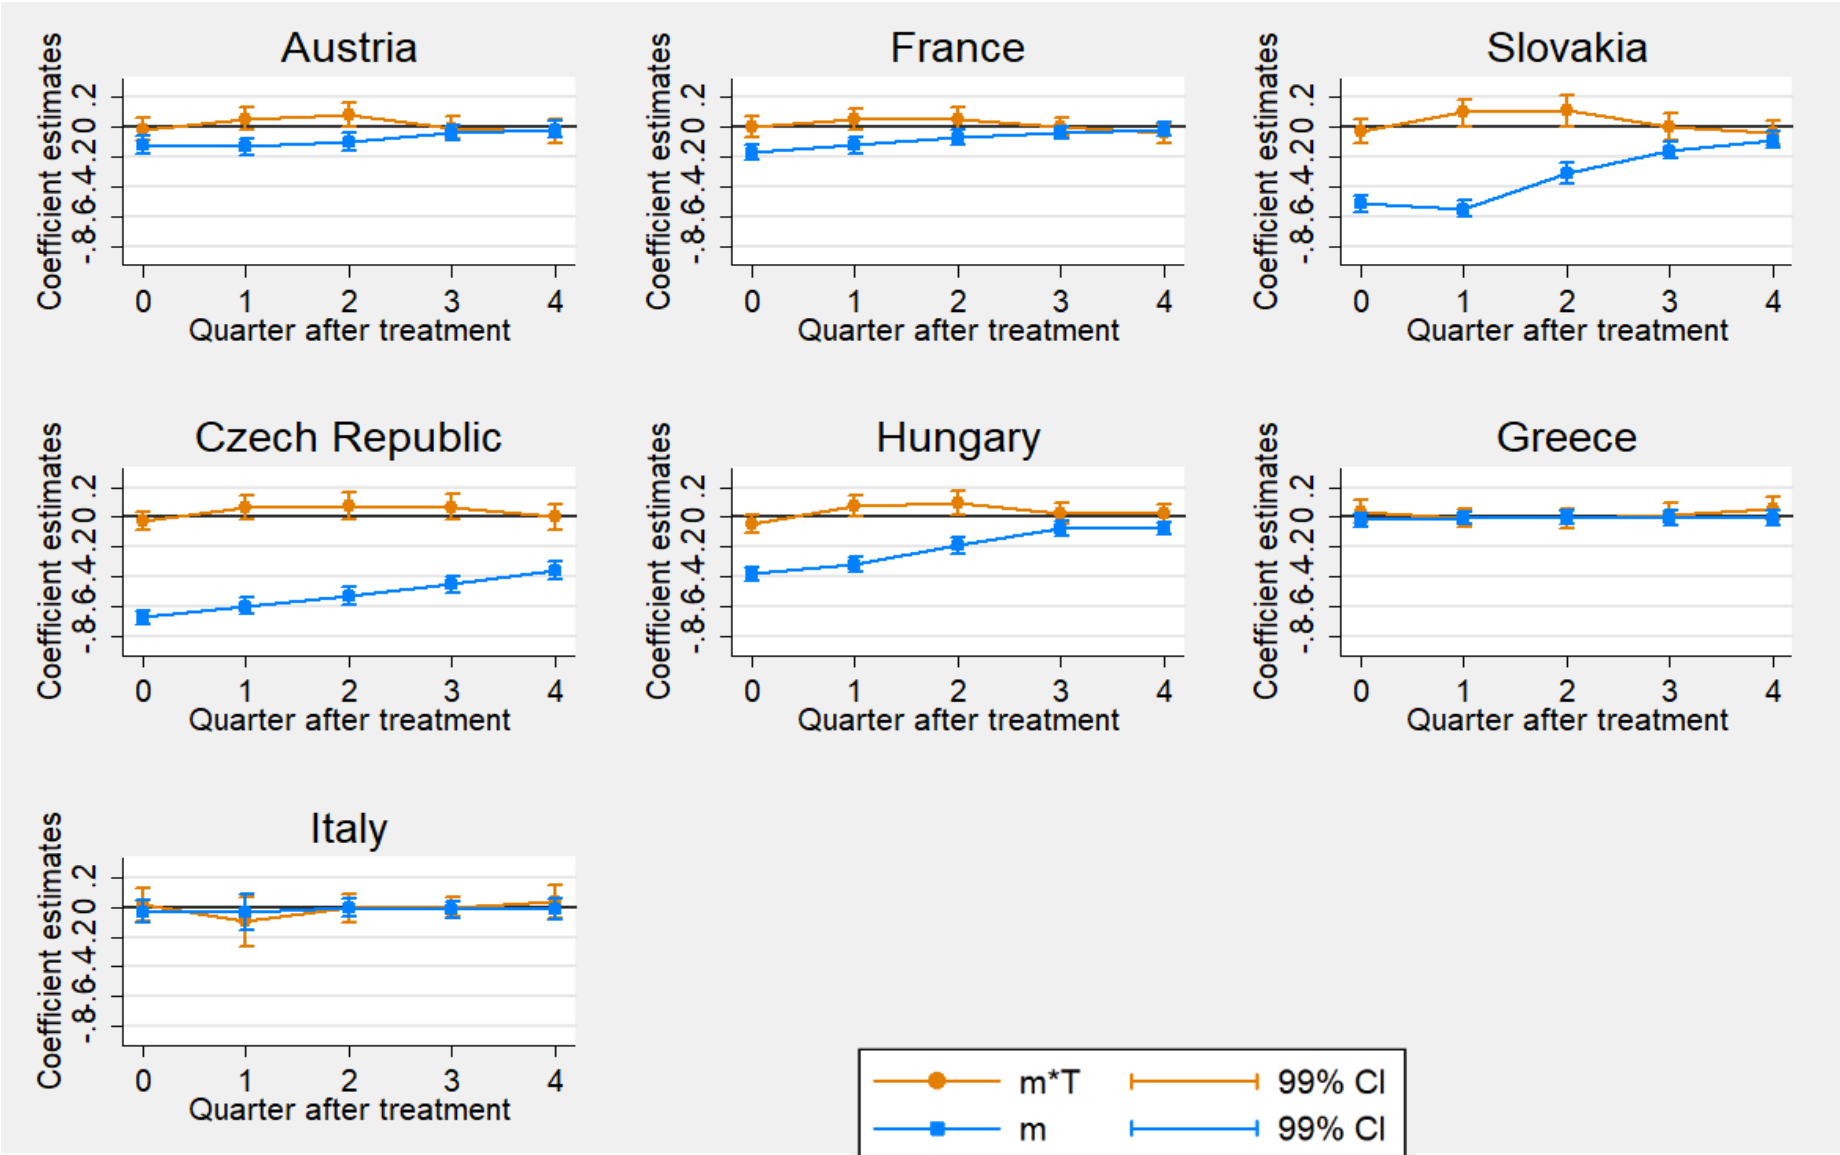 Austria
Coefficient estimates
.2
0
-.2
-.4
-.6
-.8
0 1 2 3 4
Quarter after treatment
France
Coefficient estimates
.2
0
-.2
-.4
-.6
-.8
0 1 2 3 4
Quarter after treatment
Slovakia
Coefficient estimates
.2
0
-.2
-.4
-.6
-.8
0 1 2 3 4
Quarter after treatment
Czech Republic
Coefficient estimates
.2
0
-.2
-.4
-.6
-.8
0 1 2 3 4
Quarter after treatment
Hungary
Coefficient estimates
.2
0
-.2
-.4
-.6
-.8
0 1 2 3 4
Quarter after treatment
Greece
Coefficient estimates
.2
0
-.2
-.4
-.6
-.8
0 1 2 3 4
Quarter after treatment
Italy
Coefficient estimates
.2
0
-.2
-.4
-.6
-.8
0 1 2 3 4
Quarter after treatment
m*T 99% CI
m 99% CI